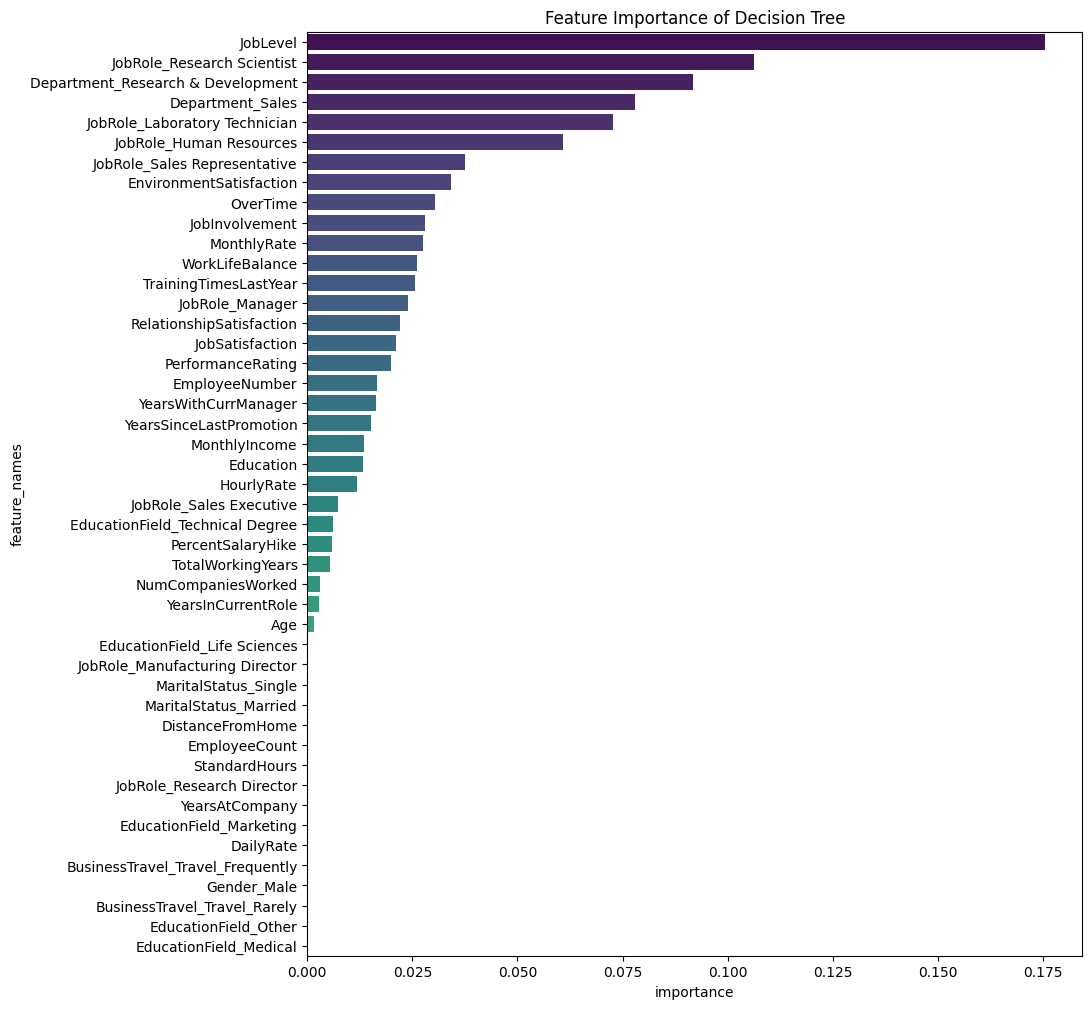 Feature Importance of Decision Tree
JobLevel
JobRole_Research Scientist
Department_Research & Development
Department_Sales
JobRole_Laboratory Technician
JobRole_Human Resources
JobRole_Sales Representative
EnvironmentSatisfaction
OverTime
JobInvolvement
MonthlyRate
WorkLifeBalance
TrainingTimesLastYear
JobRole_Manager
RelationshipSatisfaction
JobSatisfaction
PerformanceRating
EmployeeNumber
YearsWithCurrManager
YearsSinceLastPromotion
MonthlyIncome
Education
HourlyRate
JobRole_Sales Executive
EducationField_Technical Degree
PercentSalaryHike
TotalWorkingYears
NumCompaniesWorked
YearsInCurrentRole
Age
EducationField_Life Sciences
JobRole_Manufacturing Director
MaritalStatus_Single
MaritalStatus_Married
DistanceFromHome
EmployeeCount
StandardHours
JobRole_Research Director
YearsAtCompany
EducationField_Marketing
DailyRate
BusinessTravel_Travel_Frequently
Gender_Male
BusinessTravel_Travel_Rarely
EducationField_Other
EducationField_Medical
feature_names
0.000 0.025 0.050 0.075 0.100 0.125 0.150 0.175
importance